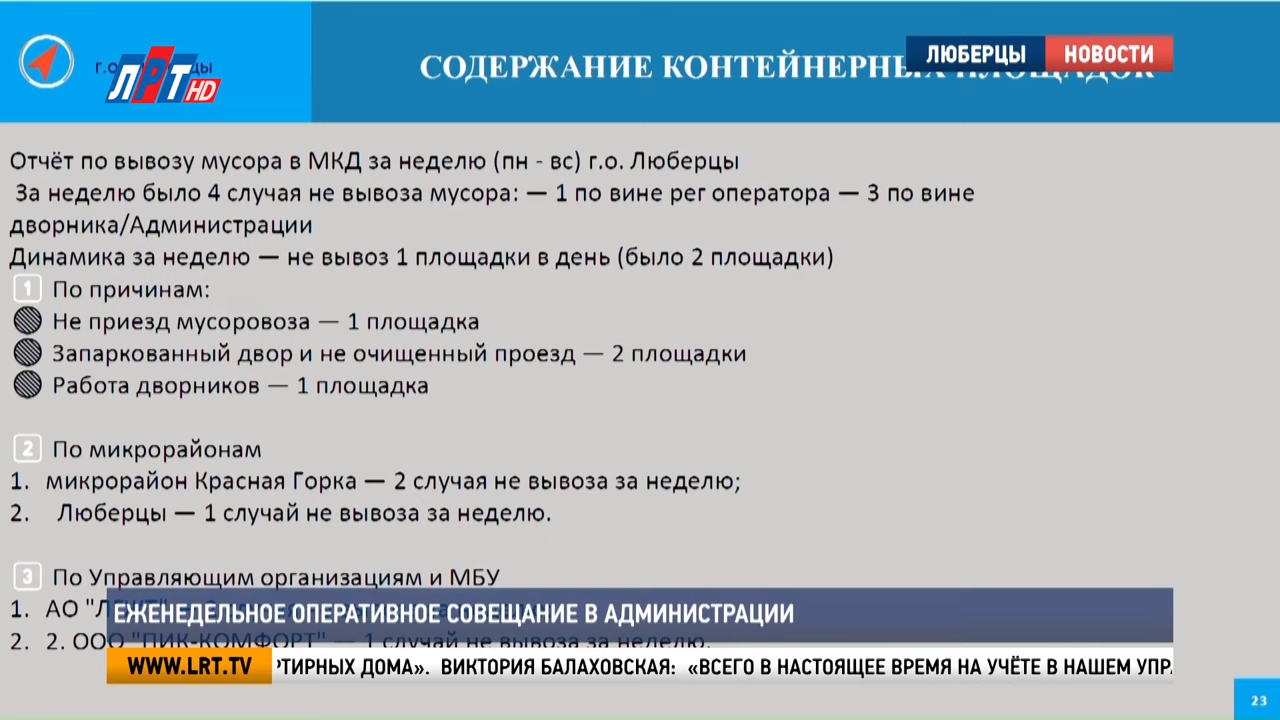 ЛРТ HD
СОДЕРЖАНИЕ КОНТЕЙНЕРНЫХ ПЛОЩАДОК
ЛЮБЕРЦЫ НОВОСТИ
Отчёт по вывозу мусора в МКД за неделю (пн - вс) г.о. Люберцы
За неделю было 4 случая не вывоза мусора: — 1 по вине рег оператора — 3 по вине
дворника/Администрации
Динамика за неделю — не вывоз 1 площадки в день (было 2 площадки)
1 По причинам:
Не приезд мусоровоза — 1 площадка
Запаркованный двор и не очищенный проезд — 2 площадки
Работа дворников — 1 площадка
2 По микрорайонам
1. микрорайон Красная Горка — 2 случая не вывоза за неделю;
2. Люберцы — 1 случай не вывоза за неделю.
3 По Управляющим организациям и МБУ
1. АО
ЕЖЕНЕДЕЛЬНОЕ ОПЕРАТИВНОЕ СОВЕЩАНИЕ В АДМИНИСТРАЦИИ
2. 2. ООО "ПИК-КОМФОРТ" — 1 случай не вывоза за неделю.
WWW.LRT.TV РТИРНЫХ ДОМА». ВИКТОРИЯ БАЛАХОВСКАЯ: «ВСЕГО В НАСТОЯЩЕЕ ВРЕМЯ НА УЧЁТЕ В НАШЕМ УПРА
23